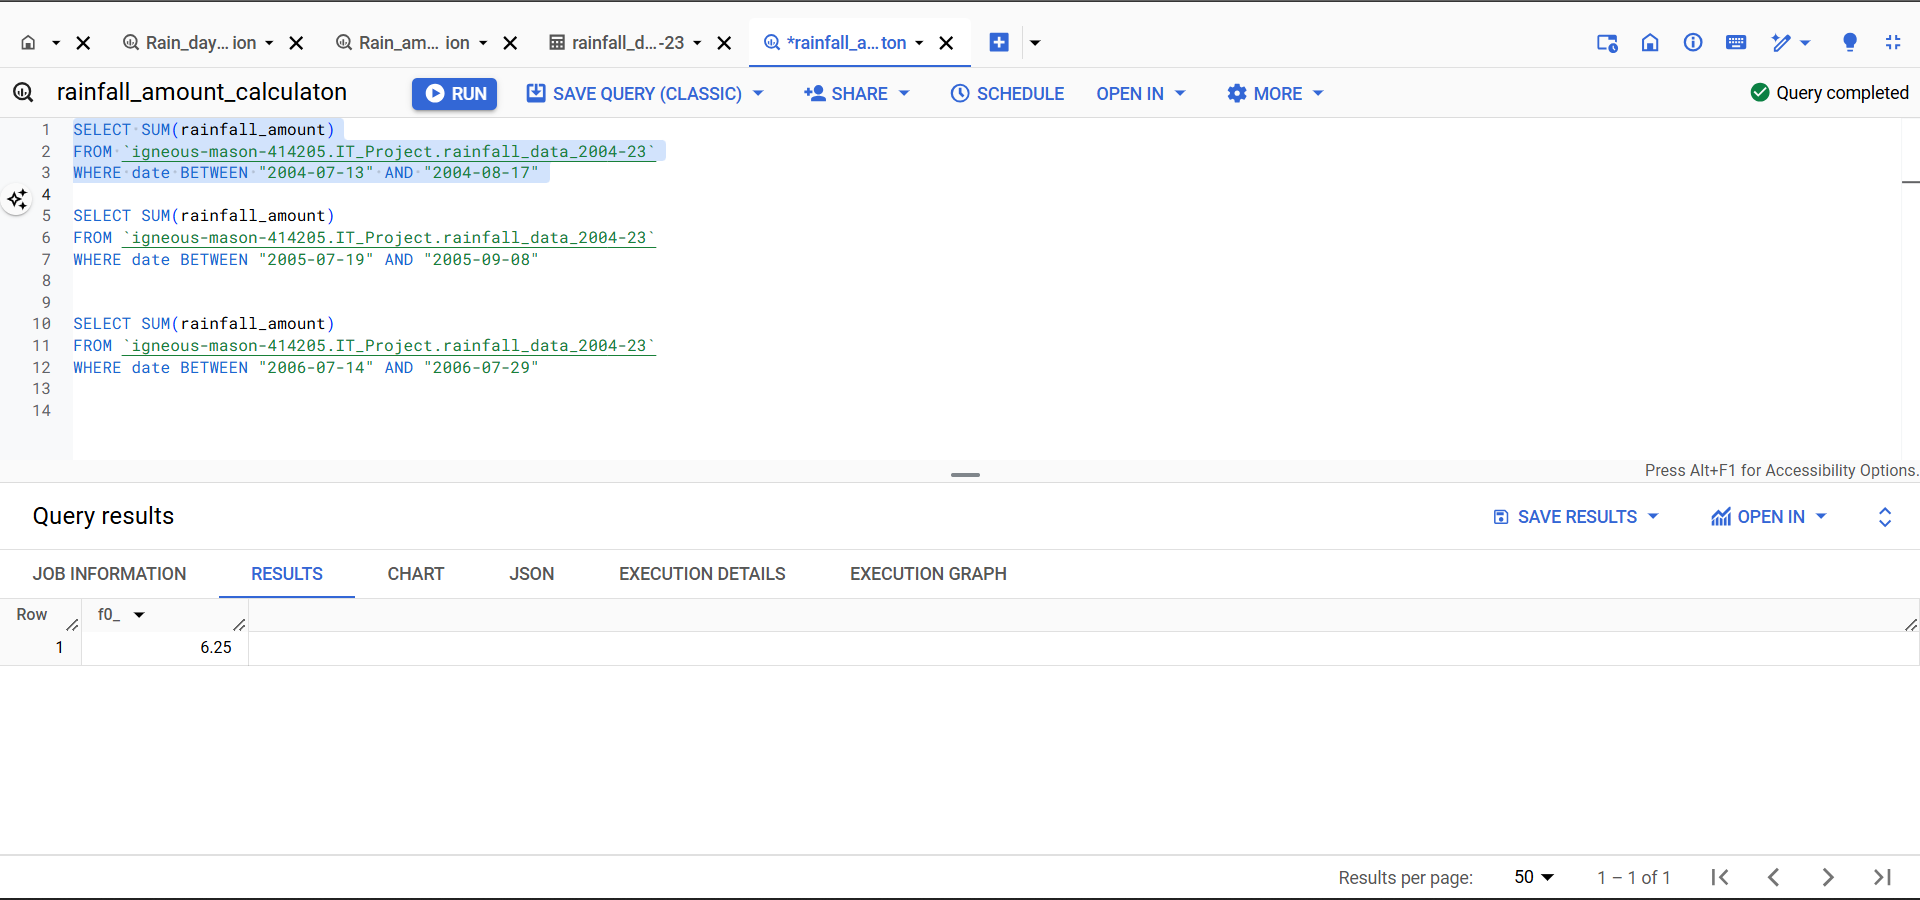 Rain_day... ion
Rain_am... ion
rainfall_d...-23
*rainfall_a... ton
rainfall_amount_calculaton
RUN
SAVE QUERY (CLASSIC)
SHARE
SCHEDULE
OPEN IN
MORE
Query completed
1 SELECT SUM(rainfall_amount)
2 FROM `igneous-mason-414205.IT_Project.rainfall_data_2004-23`
3 WHERE date BETWEEN "2004-07-13" AND "2004-08-17"
4
5 SELECT SUM(rainfall_amount)
6 FROM `igneous-mason-414205.IT_Project.rainfall_data_2004-23`
7 WHERE date BETWEEN "2005-07-19" AND "2005-09-08"
8
9
10 SELECT SUM(rainfall_amount)
11 FROM `igneous-mason-414205.IT_Project.rainfall_data_2004-23`
12 WHERE date BETWEEN "2006-07-14" AND "2006-07-29"
13
14
Press Alt+F1 for Accessibility Options.
Query results
SAVE RESULTS
OPEN IN
JOB INFORMATION
RESULTS
CHART
JSON
EXECUTION DETAILS
EXECUTION GRAPH
Row f0_
1 6.25
Results per page: 50 1 – 1 of 1